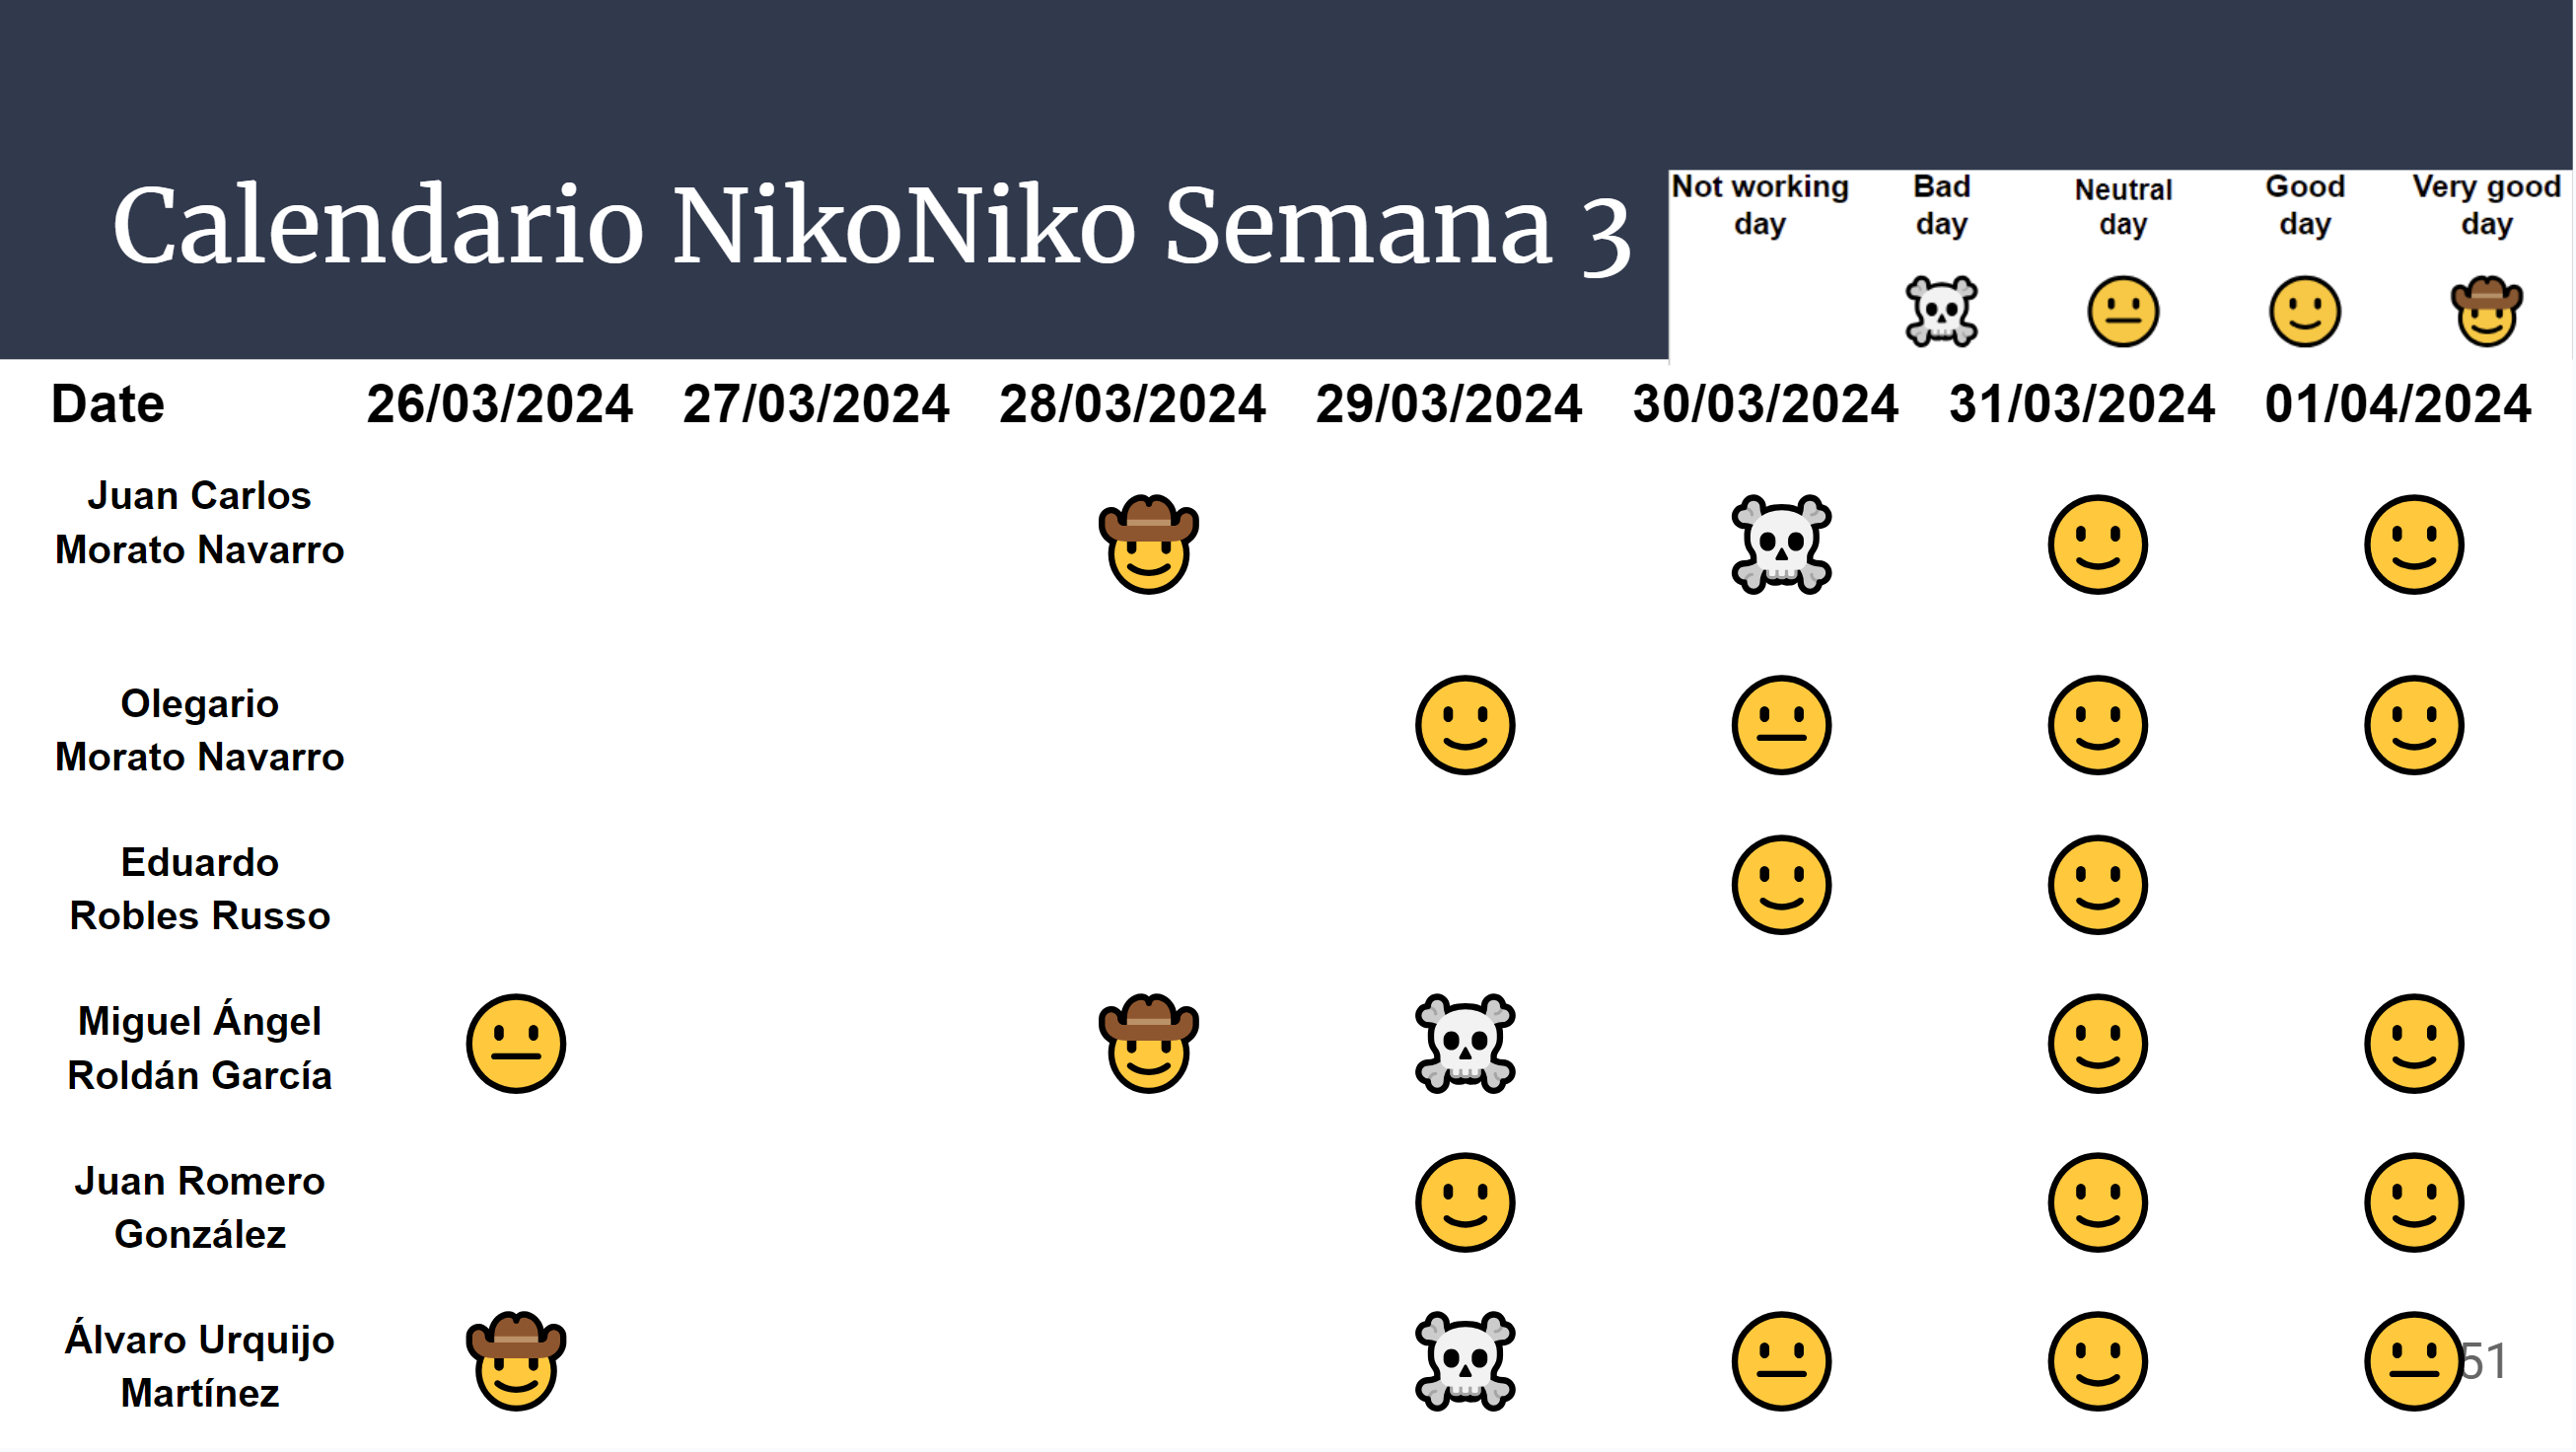 Calendario NikoNiko Semana 3
Not working day
Bad day
Neutral day
Good day
Very good day
Date 26/03/2024 27/03/2024 28/03/2024 29/03/2024 30/03/2024 31/03/2024 01/04/2024
Juan Carlos
Morato Navarro
Olegario
Morato Navarro
Eduardo
Robles Russo
Miguel Ángel
Roldán García
Juan Romero
González
Álvaro Urquijo
Martínez
51